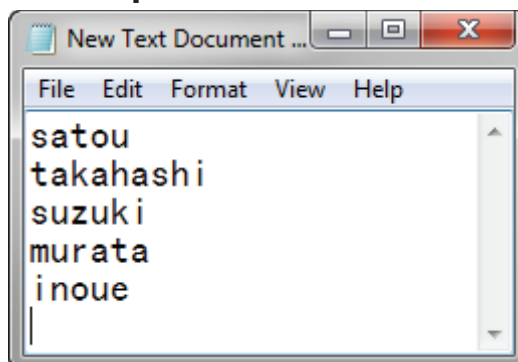 New Text Document ...
File Edit Format View Help
satou
takahashi
suzuki
murata
inoue